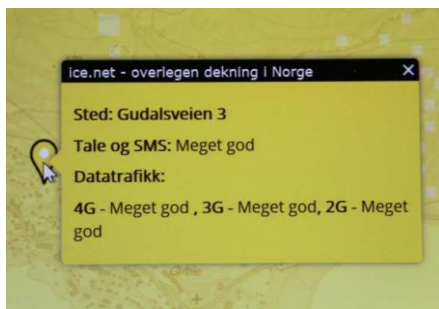 ice.net - overlegen dekning i Norge X
Sted: Gudalsveien 3
Tale og SMS: Meget god
Datatrafikk:
4G - Meget god , 3G - Meget god, 2G - Meget
god